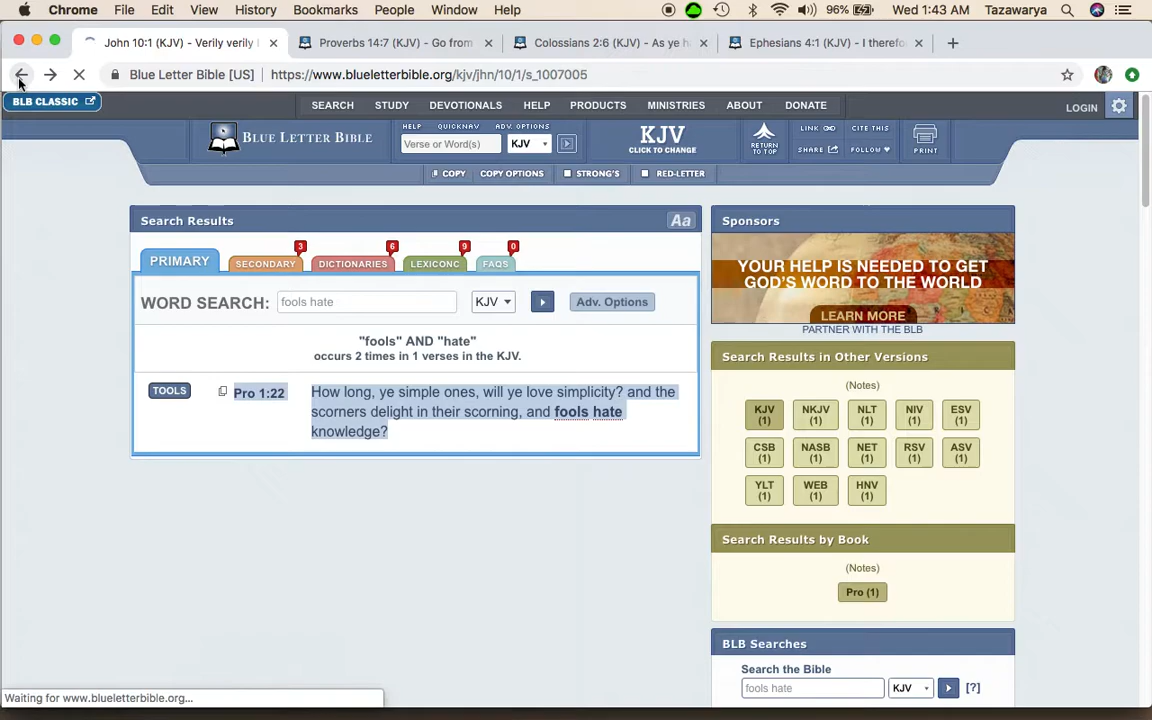 Chrome File Edit View History Bookmarks People Window Help 96% Wed 1:43 AM Tazawarya
John 10:1 (KJV) - Verily verily I
Proverbs 14:7 (KJV) - Go from
Colossians 2:6 (KJV) - As ye ha
Ephesians 4:1 (KJV) - I therefo
Blue Letter Bible [US] https://www.blueletterbible.org/kjv/jhn/10/1/s_1007005
BLB CLASSIC
SEARCH STUDY DEVOTIONALS HELP PRODUCTS MINISTRIES ABOUT DONATE LOGIN
BLUE LETTER BIBLE
HELP QUICKNAV ADV. OPTIONS
Verse or Word(s) KJV
KJV
CLICK TO CHANGE
RETURN
TO TOP
LINK CITE THIS
SHARE FOLLOW
PRINT
COPY COPY OPTIONS STRONG'S RED-LETTER
Search Results Aa
PRIMARY
SECONDARY 3
DICTIONARIES 6
LEXICONC 9
FAQS 0
WORD SEARCH: fools hate KJV Adv. Options
"fools" AND "hate"
occurs 2 times in 1 verses in the KJV.
TOOLS Pro 1:22 How long, ye simple ones, will ye love simplicity? and the
scorners delight in their scorning, and fools hate
knowledge?
Sponsors
YOUR HELP IS NEEDED TO GET
GOD'S WORD TO THE WORLD
LEARN MORE
PARTNER WITH THE BLB
Search Results in Other Versions
(Notes)
KJV NKJV NLT NIV ESV
(1) (1) (1) (1) (1)
CSB NASB NET RSV ASV
(1) (1) (1) (1) (1)
YLT WEB HNV
(1) (1) (1)
Search Results by Book
(Notes)
Pro (1)
BLB Searches
Search the Bible
fools hate KJV [?]
Waiting for www.blueletterbible.org...